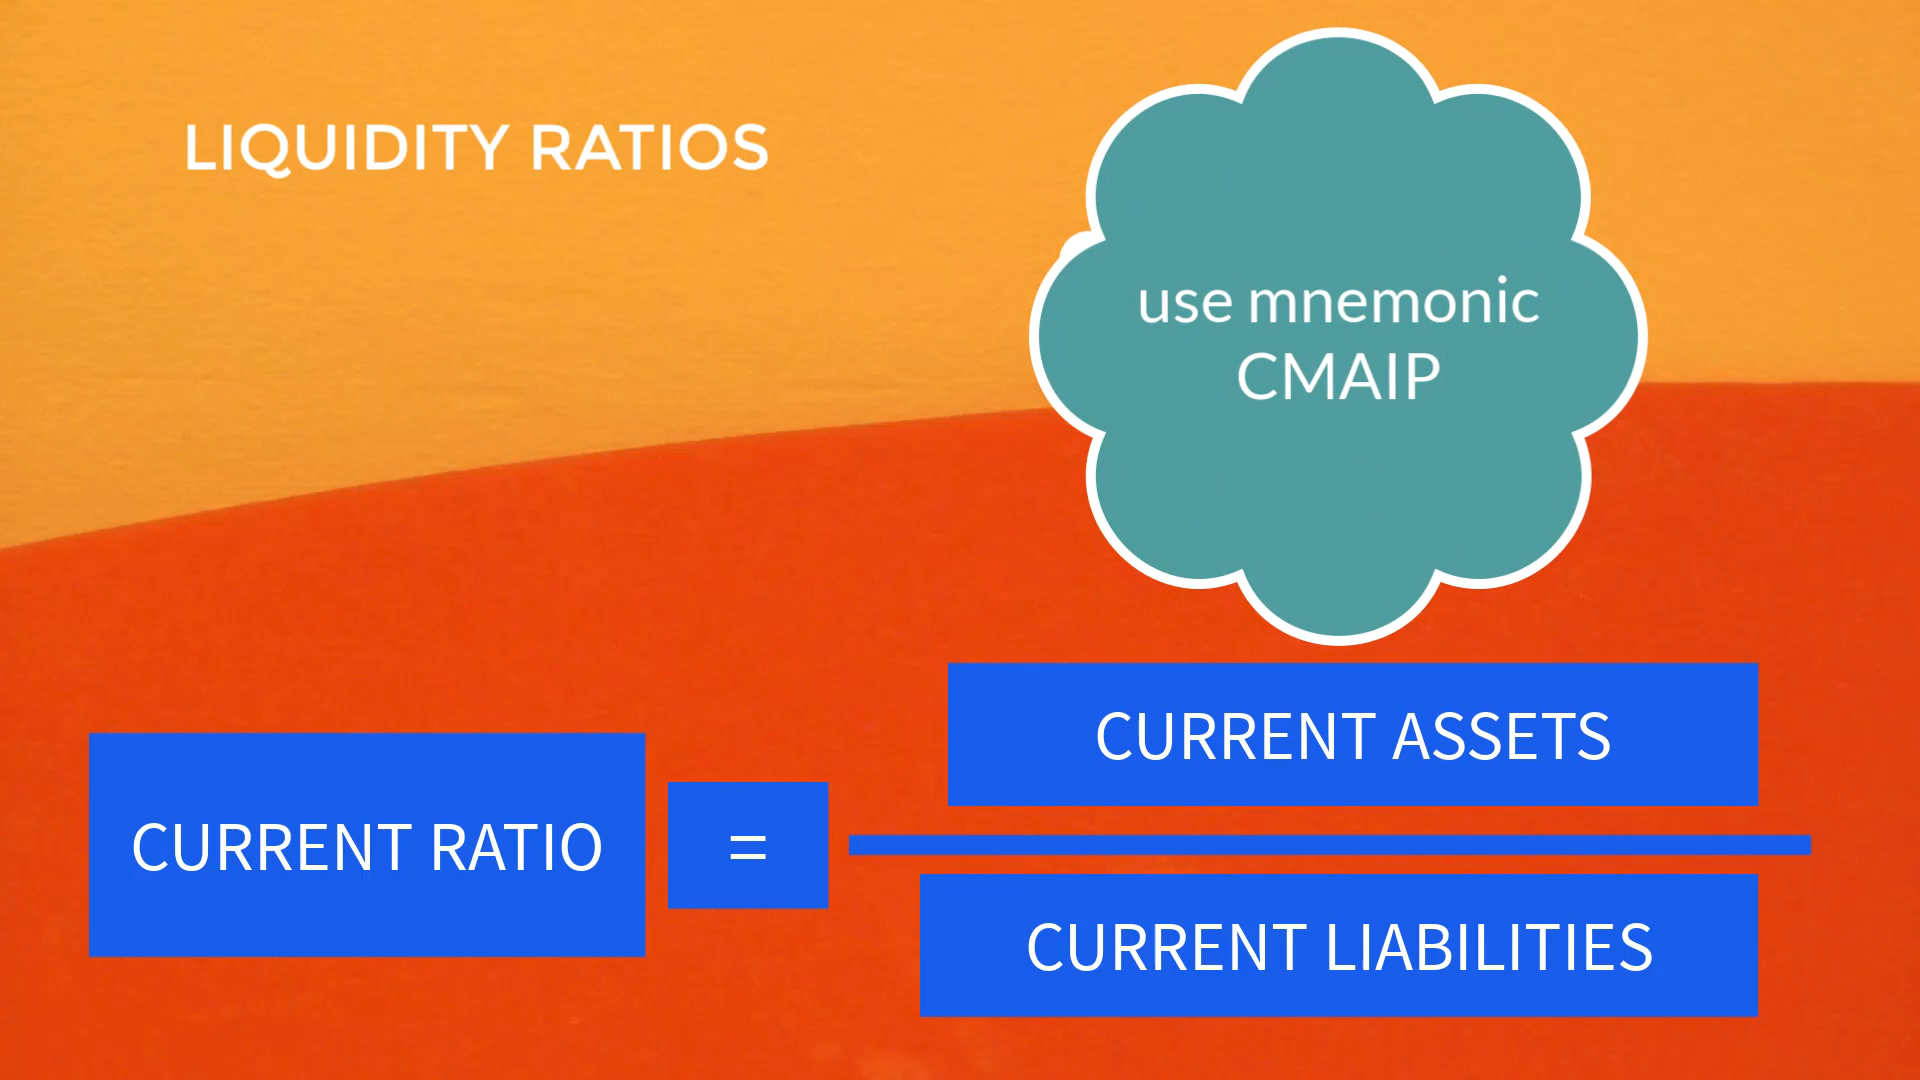 LIQUIDITY RATIOS
use mnemonic
CMAIP
CURRENT RATIO
=
CURRENT ASSETS
CURRENT LIABILITIES